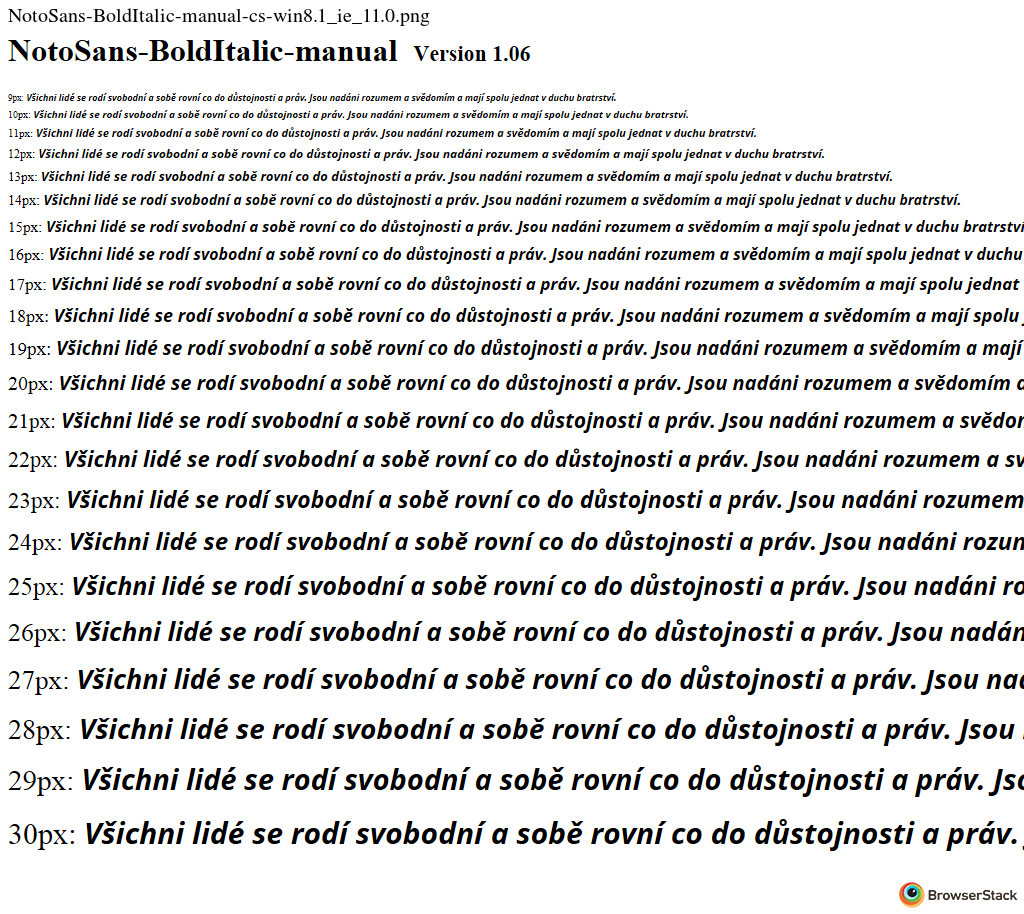 NotoSans-BoldItalic-manual-cs-win8.1_ie_11.0.png
NotoSans-BoldItalic-manual Version 1.06
9px: Všichni lidé se rodí svobodní a sobě rovní co do důstojnosti a práv. Jsou nadáni rozumem a svědomím a mají spolu jednat v duchu bratrství.
10px: Všichni lidé se rodí svobodní a sobě rovní co do důstojnosti a práv. Jsou nadáni rozumem a svědomím a mají spolu jednat v duchu bratrství.
11px: Všichni lidé se rodí svobodní a sobě rovní co do důstojnosti a práv. Jsou nadáni rozumem a svědomím a mají spolu jednat v duchu bratrství.
12px: Všichni lidé se rodí svobodní a sobě rovní co do důstojnosti a práv. Jsou nadáni rozumem a svědomím a mají spolu jednat v duchu bratrství.
13px: Všichni lidé se rodí svobodní a sobě rovní co do důstojnosti a práv. Jsou nadáni rozumem a svědomím a mají spolu jednat v duchu bratrství.
14px: Všichni lidé se rodí svobodní a sobě rovní co do důstojnosti a práv. Jsou nadáni rozumem a svědomím a mají spolu jednat v duchu bratrství.
15px: Všichni lidé se rodí svobodní a sobě rovní co do důstojnosti a práv. Jsou nadáni rozumem a svědomím a mají spolu jednat v duchu bratrství
16px: Všichni lidé se rodí svobodní a sobě rovní co do důstojnosti a práv. Jsou nadáni rozumem a svědomím a mají spolu jednat v duchu
17px: Všichni lidé se rodí svobodní a sobě rovní co do důstojnosti a práv. Jsou nadáni rozumem a svědomím a mají spolu jednat
18px: Všichni lidé se rodí svobodní a sobě rovní co do důstojnosti a práv. Jsou nadáni rozumem a svědomím a mají spolu
19px: Všichni lidé se rodí svobodní a sobě rovní co do důstojnosti a práv. Jsou nadáni rozumem a svědomím a mají
20px: Všichni lidé se rodí svobodní a sobě rovní co do důstojnosti a práv. Jsou nadáni rozumem a svědomím a
21px: Všichni lidé se rodí svobodní a sobě rovní co do důstojnosti a práv. Jsou nadáni rozumem a svědom
22px: Všichni lidé se rodí svobodní a sobě rovní co do důstojnosti a práv. Jsou nadáni rozumem a sv
23px: Všichni lidé se rodí svobodní a sobě rovní co do důstojnosti a práv. Jsou nadáni rozumem
24px: Všichni lidé se rodí svobodní a sobě rovní co do důstojnosti a práv. Jsou nadáni rozum
25px: Všichni lidé se rodí svobodní a sobě rovní co do důstojnosti a práv. Jsou nadáni ro
26px: Všichni lidé se rodí svobodní a sobě rovní co do důstojnosti a práv. Jsou nadán
27px: Všichni lidé se rodí svobodní a sobě rovní co do důstojnosti a práv. Jsou nad
28px: Všichni lidé se rodí svobodní a sobě rovní co do důstojnosti a práv. Jsou
29px: Všichni lidé se rodí svobodní a sobě rovní co do důstojnosti a práv. Jso
30px: Všichni lidé se rodí svobodní a sobě rovní co do důstojnosti a práv.
BrowserStack